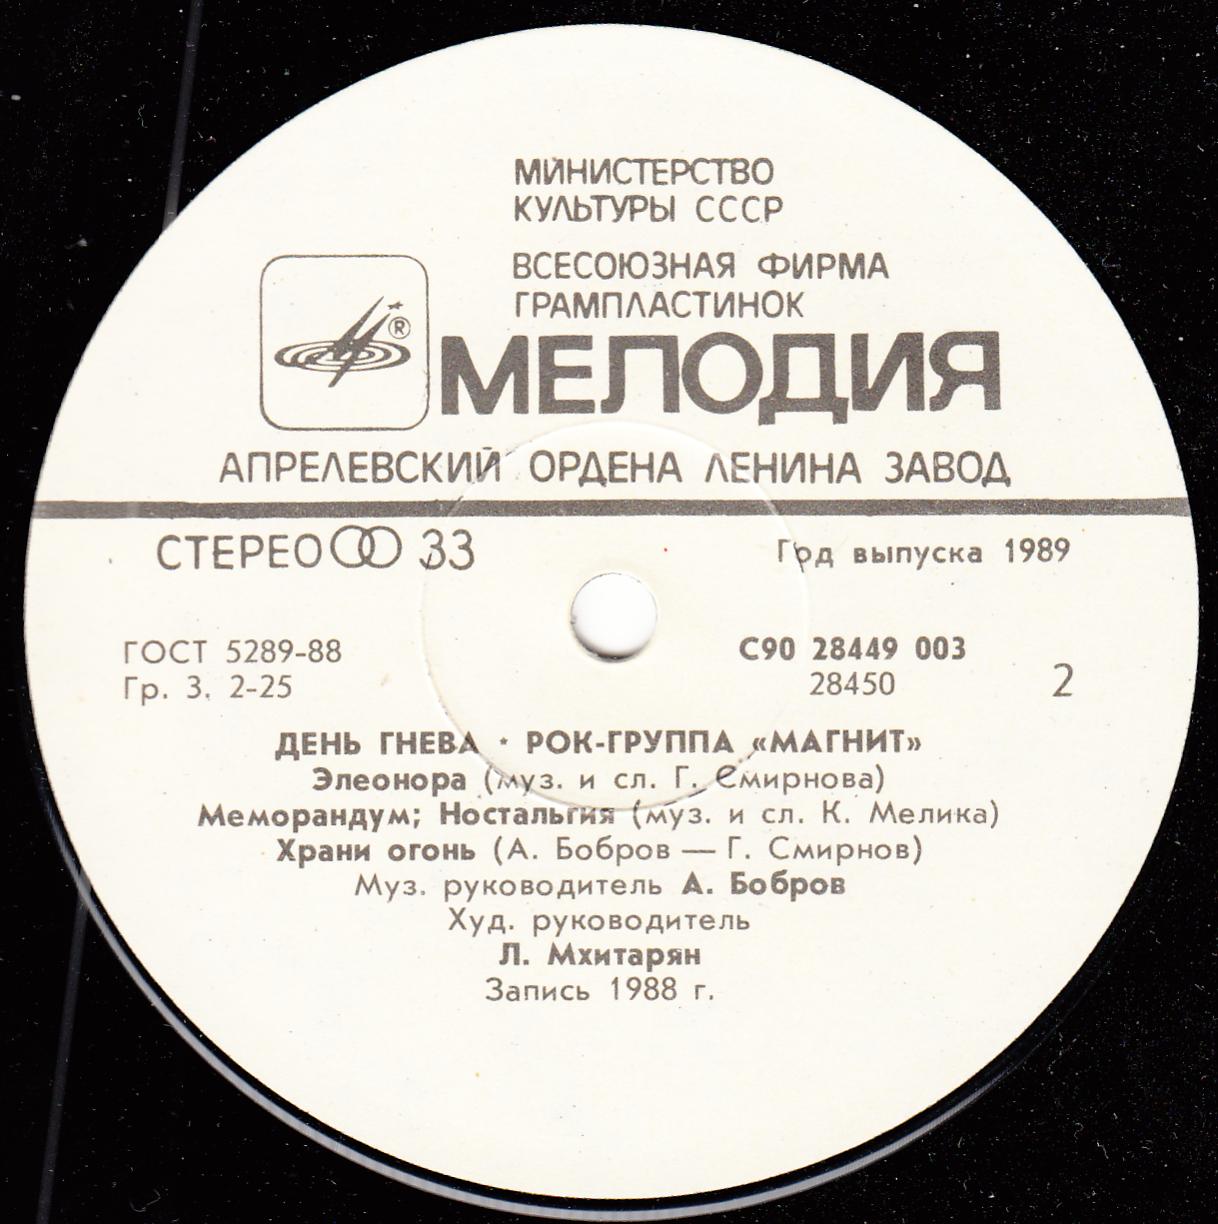 МИНИСТЕРСТВО
КУЛЬТУРЫ СССР
ВСЕСОЮЗНАЯ ФИРМА
ГРАМПЛАСТИНОК
®
МЕЛОДИЯ
АПРЕЛЕВСКИЙ ОРДЕНА ЛЕНИНА ЗАВОД
СТЕРЕО 33
Год выпуска 1989
ГОСТ 5289-88
Гр. 3. 2-25
С90 28449 003
28450
2
ДЕНЬ ГНЕВА · РОК-ГРУППА «МАГНИТ»
Элеонора (муз. и сл. Г. Смирнова)
Меморандум; Ностальгия (муз. и сл. К. Мелика)
Храни огонь (А. Бобров — Г. Смирнов)
Муз. руководитель А. Бобров
Худ. руководитель
Л. Мхитарян
Запись 1988 г.